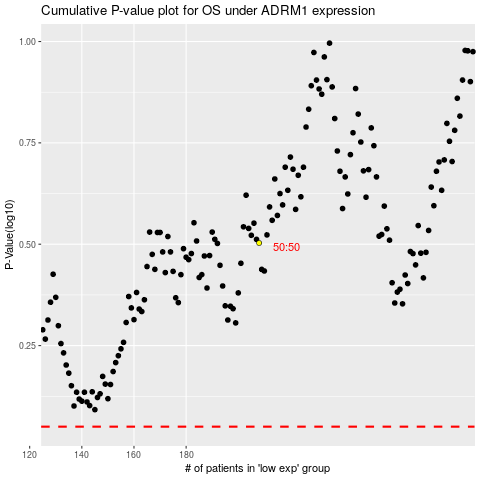 Cumulative P-value plot for OS under ADRM1 expression
P-Value(log10)
1.00
0.75
0.50
0.25
50:50
120 140 160 180
# of patients in 'low exp' group